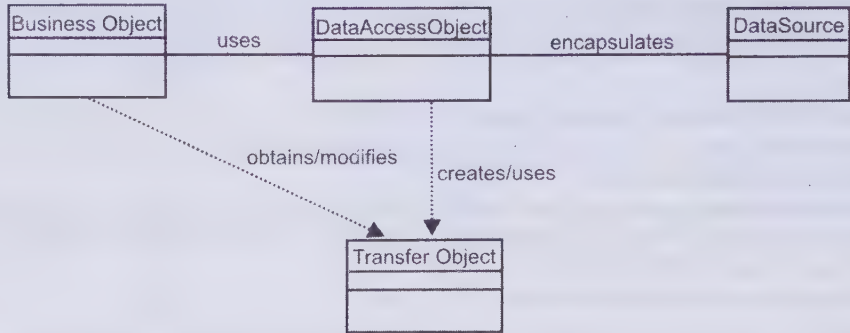 Business Object
DataAccessObject
DataSource
uses
encapsulates
obtains/modifies
creates/uses
Transfer Object